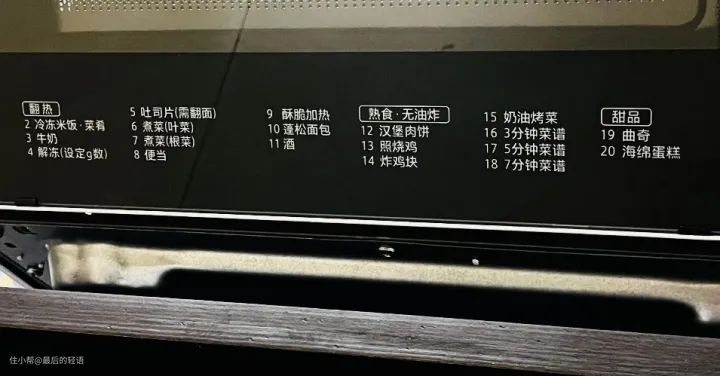 翻热
2 冷冻米饭·菜肴
3 牛奶
4 解冻(设定g数)
5 吐司片(需翻面)
6 煮菜(叶菜)
7 煮菜(根菜)
8 便当
9 酥脆加热
10 蓬松面包
11 酒
熟食·无油炸
12 汉堡肉饼
13 照烧鸡
14 炸鸡块
15 奶油烤菜
16 3分钟菜谱
17 5分钟菜谱
18 7分钟菜谱
甜品
19 曲奇
20 海绵蛋糕
住小帮@最后的轻语